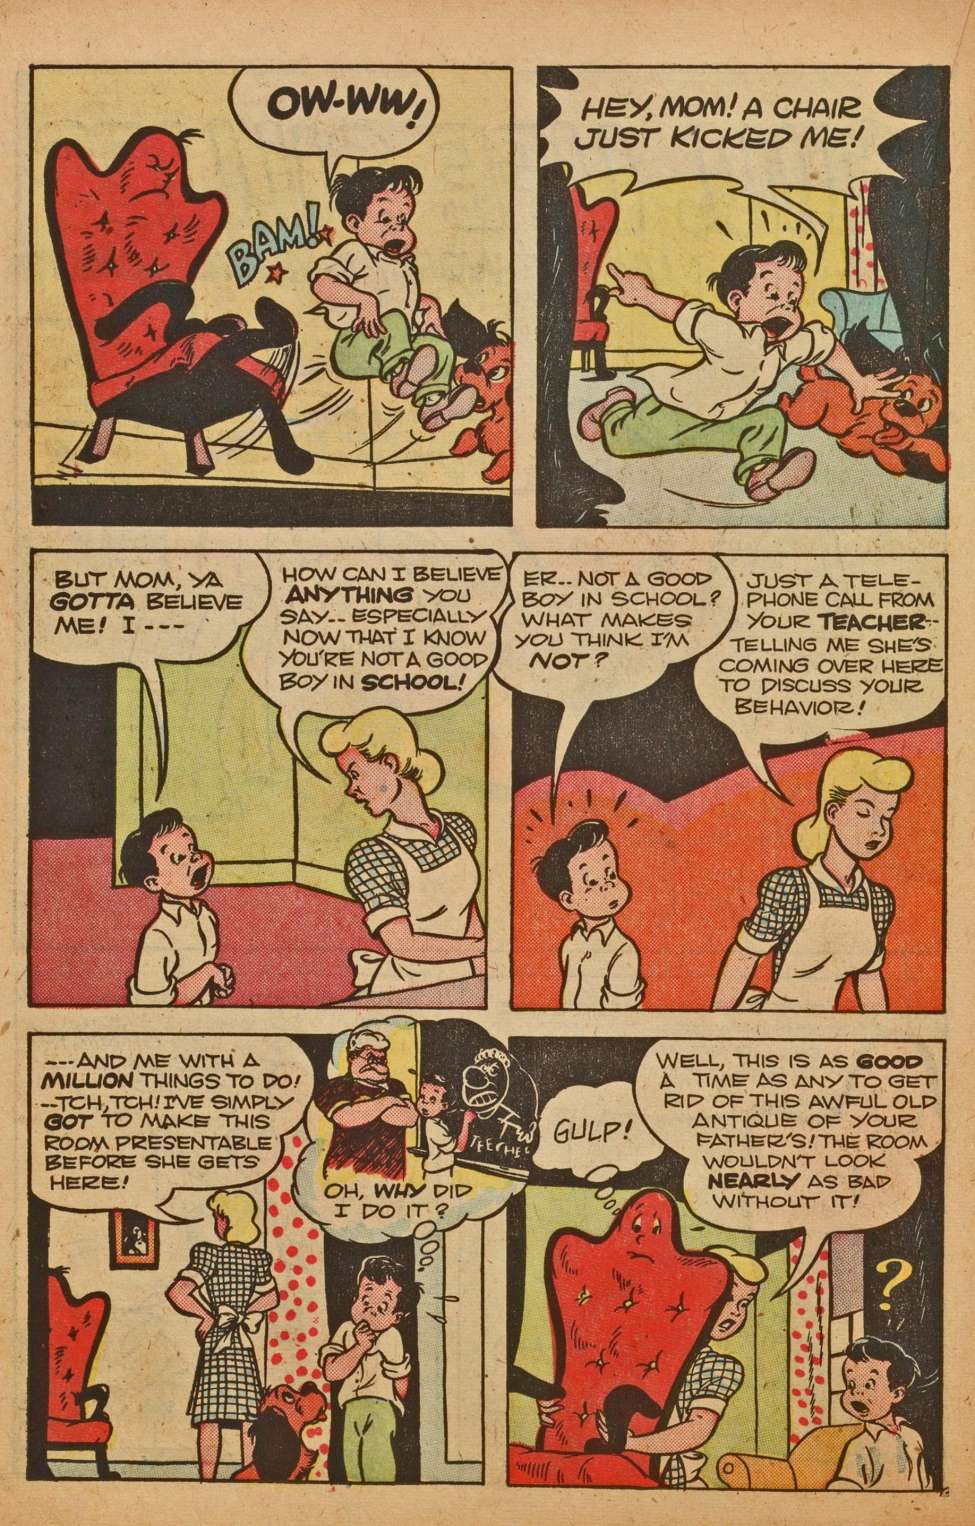 OW-WW!
BAM!
HEY, MOM! A CHAIR
JUST KICKED ME!
BUT MOM, YA
GOTTA BELIEVE
ME! I ---
HOW CAN I BELIEVE
ANYTHING YOU
SAY-- ESPECIALLY
NOW THAT I KNOW
YOU'RE NOT A GOOD
BOY IN SCHOOL!
ER-- NOT A GOOD
BOY IN SCHOOL?
WHAT MAKES
YOU THINK I'M
NOT?
JUST A TELE-
PHONE CALL FROM
YOUR TEACHER--
TELLING ME SHE'S
COMING OVER HERE
TO DISCUSS YOUR
BEHAVIOR!
---AND ME WITH A
MILLION THINGS TO DO!
--TCH, TCH! I'VE SIMPLY
GOT TO MAKE THIS
ROOM PRESENTABLE
BEFORE SHE GETS
HERE!
TEECHER
OH, WHY DID
I DO IT?
GULP!
WELL, THIS IS AS GOOD
A TIME AS ANY TO GET
RID OF THIS AWFUL OLD
ANTIQUE OF YOUR
FATHER'S! THE ROOM
WOULDN'T LOOK
NEARLY AS BAD
WITHOUT IT!
?